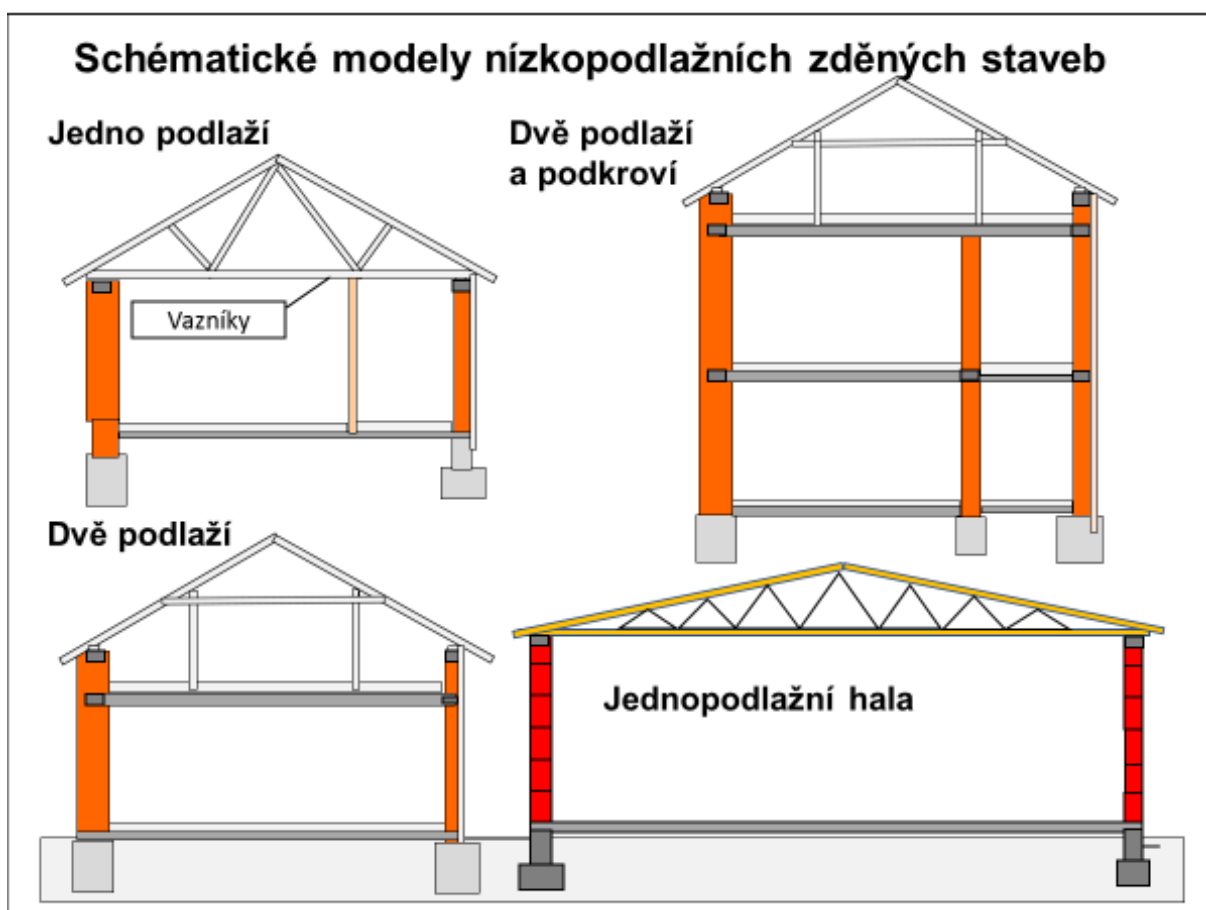 Schématické modely nízkopodlažních zděných staveb
Jedno podlaží
Dvě podlaží
a podkroví
Vazníky
Dvě podlaží
Jednopodlažní hala